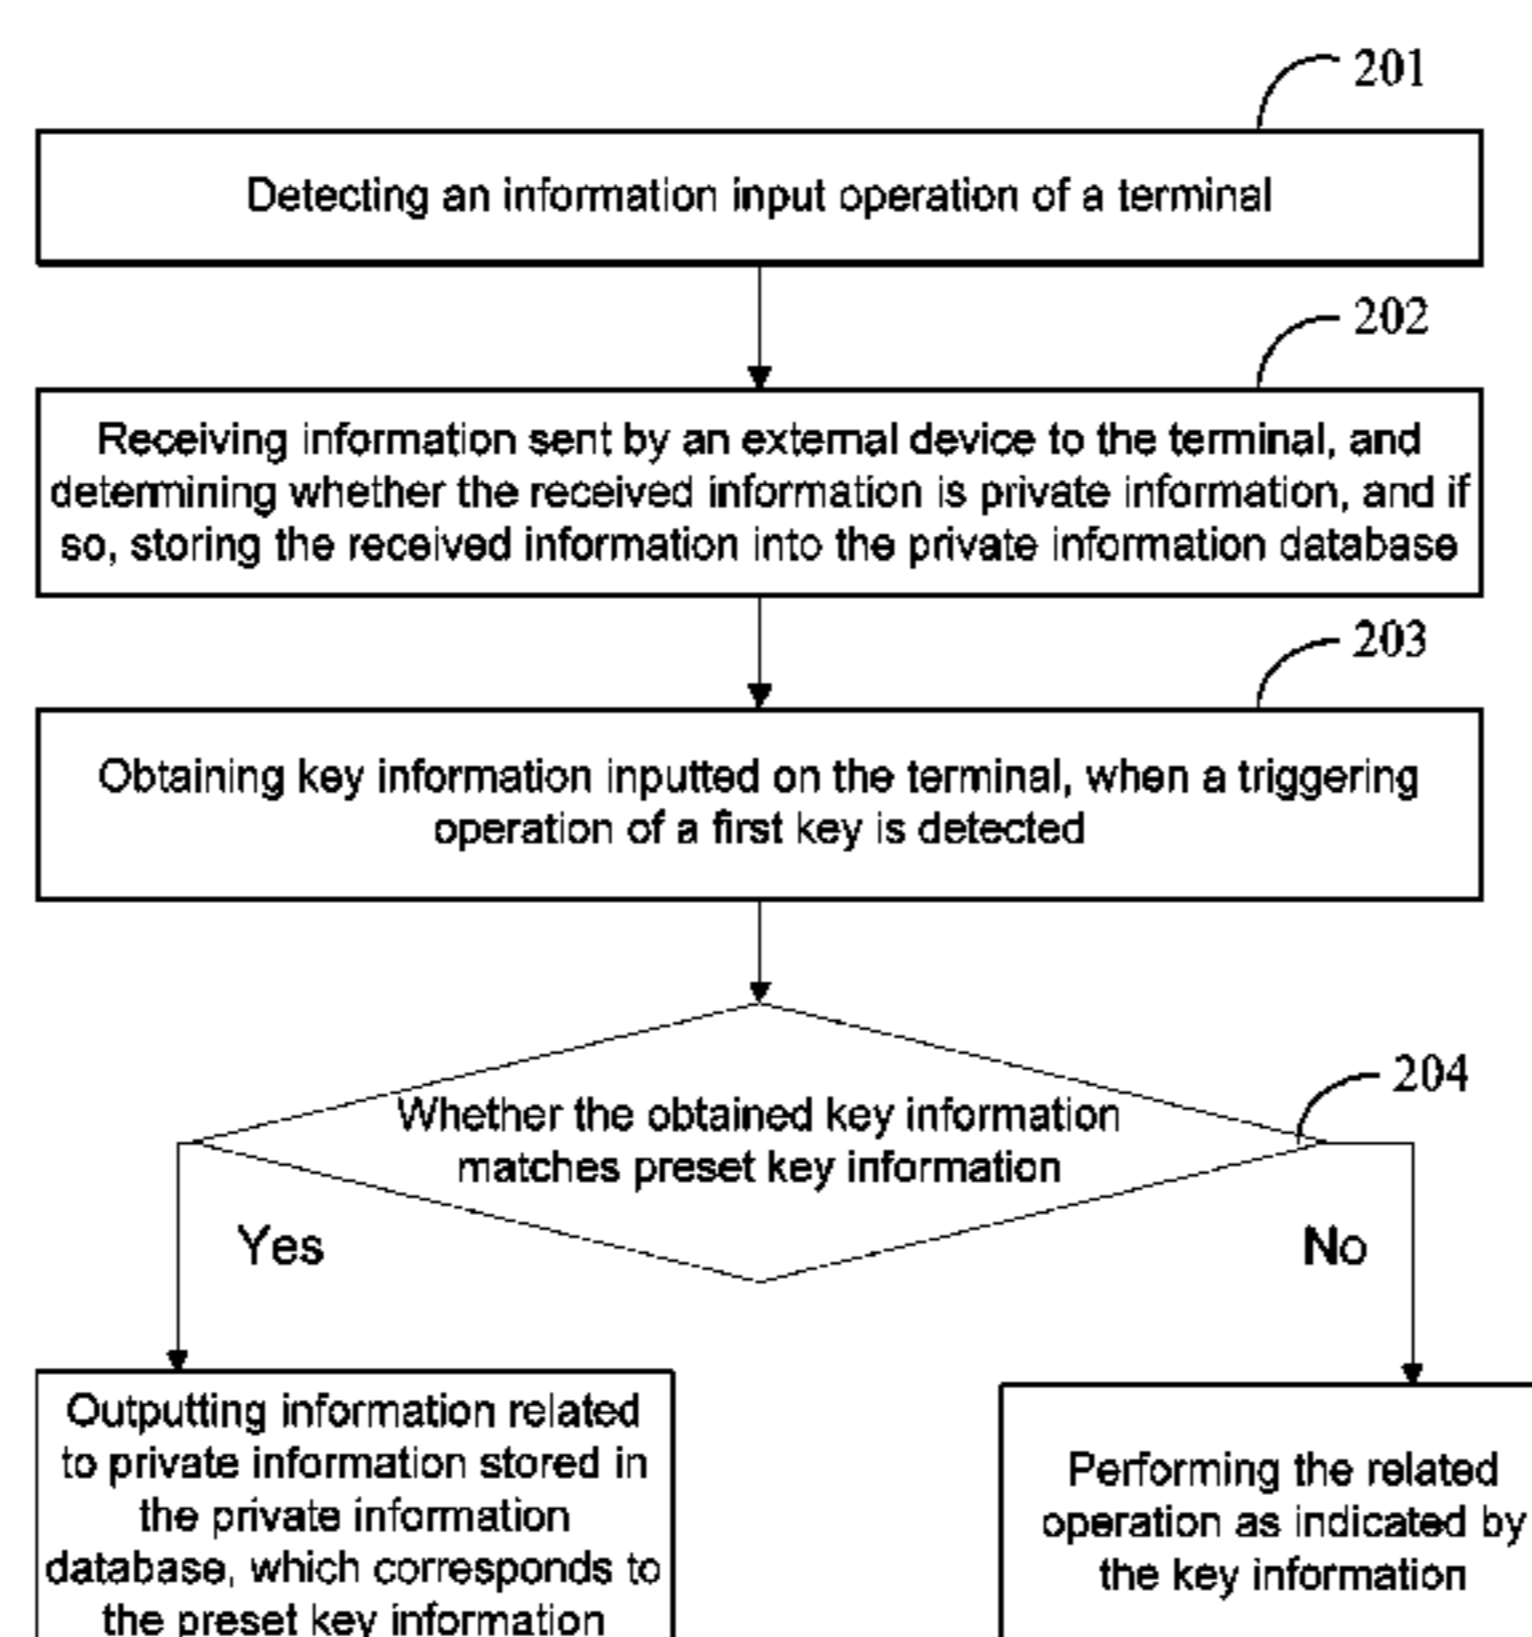 201
Detecting an information input operation of a terminal
202
Receiving information sent by an external device to the terminal, and
determining whether the received information is private information, and if
so, storing the received information into the private information database
203
Obtaining key information inputted on the terminal, when a triggering
operation of a first key is detected
204
Whether the obtained key information
matches preset key information
Yes
No
Outputting information related
to private information stored in
the private information
database, which corresponds to
the preset key information
Performing the related
operation as indicated by
the key information